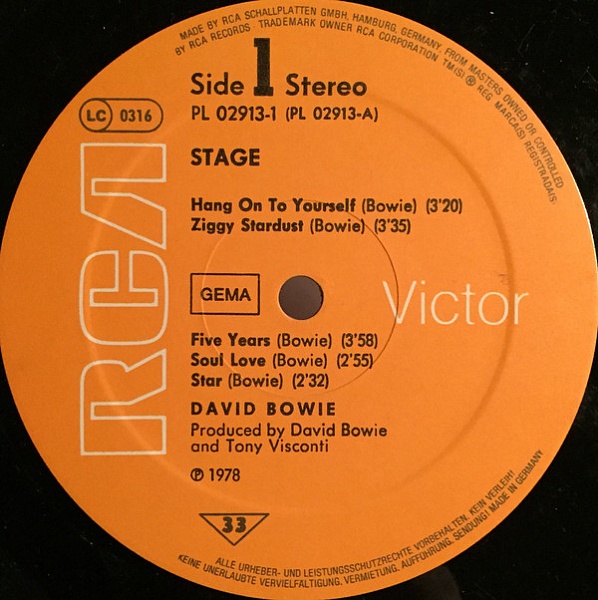 MADE BY RCA SCHALLPLATTEN GMBH, HAMBURG, GERMANY, FROM MASTERS OWNED OR CONTROLLED
BY RCA RECORDS · TRADEMARK OWNER RCA CORPORATION TM(S) ® REG. MARCA(S) REGISTRADA(S)
Side 1 Stereo
LC 0316
PL 02913-1 (PL 02913-A)
STAGE
Hang On To Yourself (Bowie) (3'20)
Ziggy Stardust (Bowie) (3'35)
RCA
GEMA
Victor
Five Years (Bowie) (3'58)
Soul Love (Bowie) (2'55)
Star (Bowie) (2'32)
DAVID BOWIE
Produced by David Bowie
and Tony Visconti
℗ 1978
33
ALLE URHEBER- UND LEISTUNGSSCHUTZRECHTE VORBEHALTEN. KEIN VERLEIH!
KEINE UNERLAUBTE VERVIELFÄLTIGUNG, VERMIETUNG, AUFFÜHRUNG, SENDUNG! MADE IN GERMANY